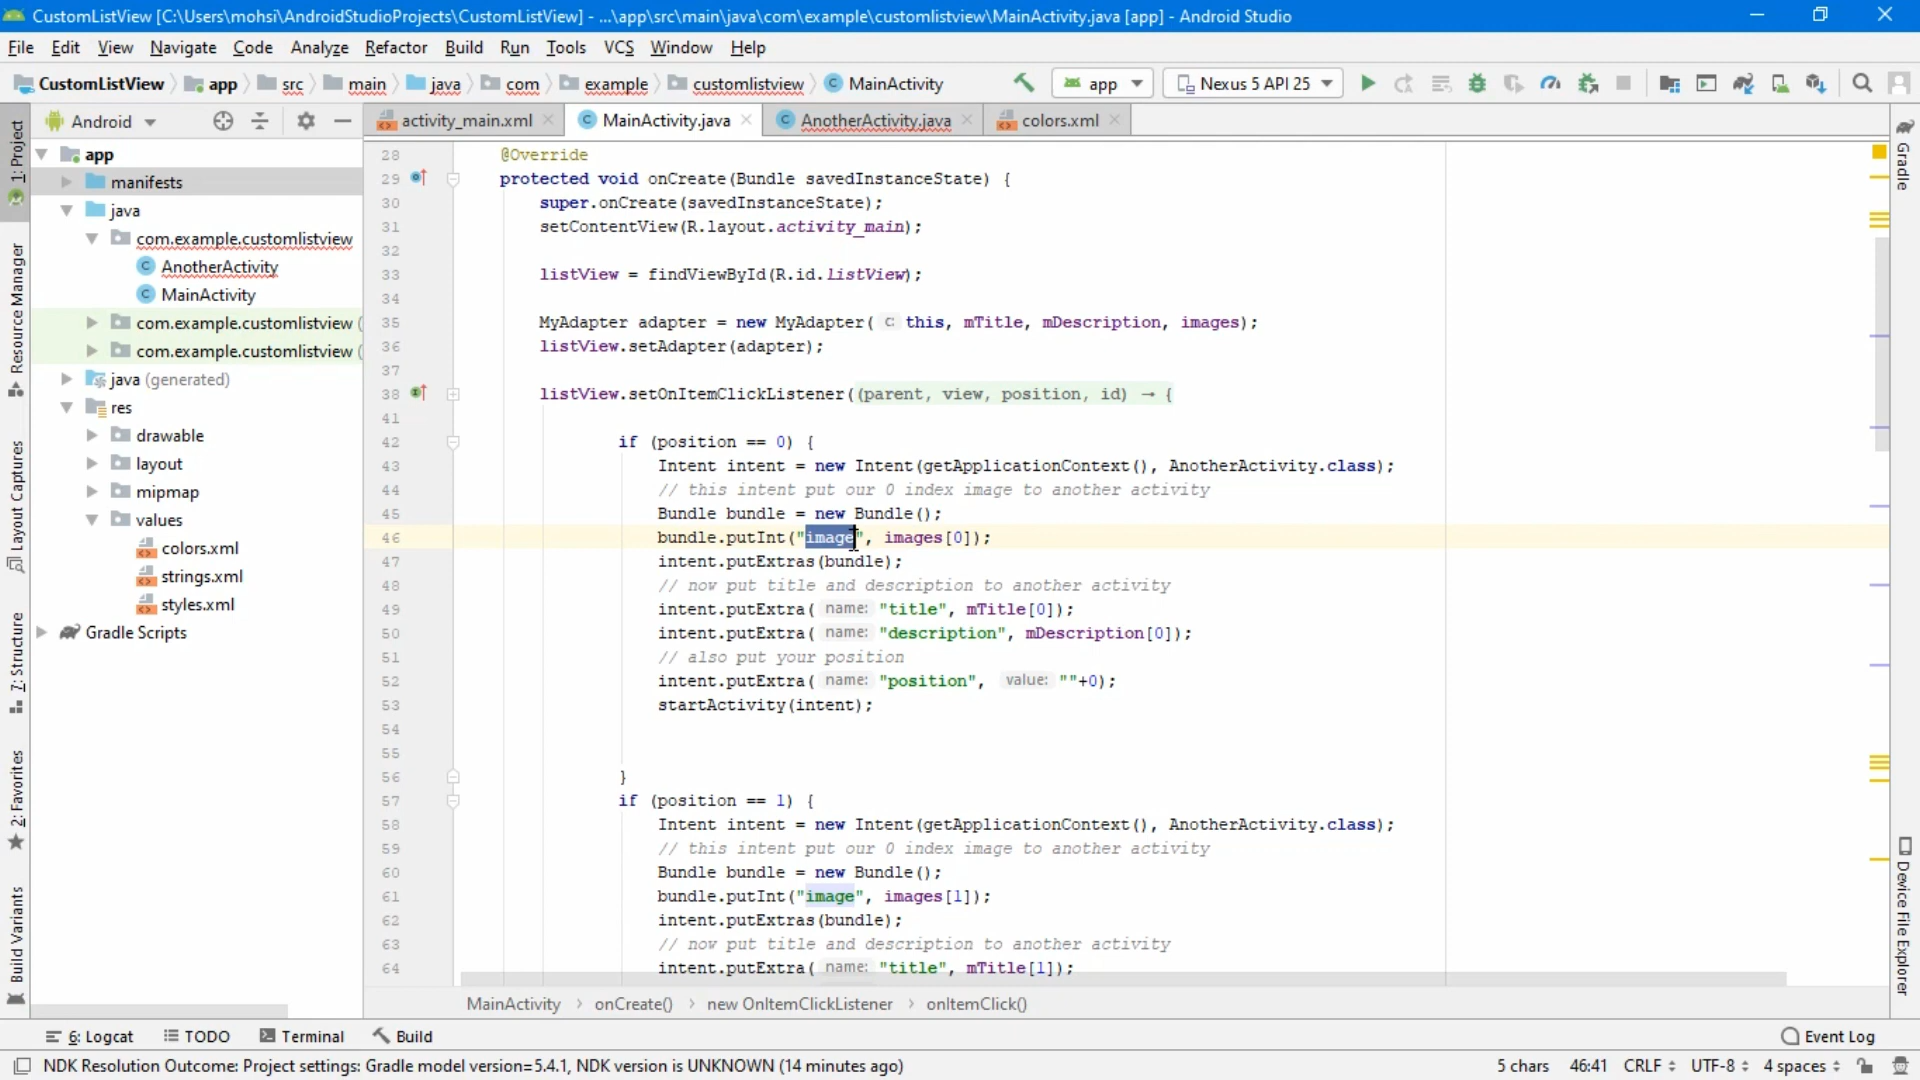 CustomListView [C:\Users\mohsi\AndroidStudioProjects\CustomListView] - ...\app\src\main\java\com\example\customlistview\MainActivity.java [app] - Android Studio
File Edit View Navigate Code Analyze Refactor Build Run Tools VCS Window Help
CustomListView app src main java com example customlistview MainActivity app Nexus 5 API 25
Android activity_main.xml MainActivity.java AnotherActivity.java colors.xml
1: Project
Resource Manager
Layout Captures
7: Structure
2: Favorites
Build Variants
app
manifests
java
com.example.customlistview
AnotherActivity
MainActivity
com.example.customlistview (
com.example.customlistview (
java (generated)
res
drawable
layout
mipmap
values
colors.xml
strings.xml
styles.xml
Gradle Scripts
28 @Override
29 protected void onCreate(Bundle savedInstanceState) {
30 super.onCreate(savedInstanceState);
31 setContentView(R.layout.activity_main);
32
33 listView = findViewById(R.id.listView);
34
35 MyAdapter adapter = new MyAdapter( c: this, mTitle, mDescription, images);
36 listView.setAdapter(adapter);
37
38 listView.setOnItemClickListener((parent, view, position, id) → {
41
42 if (position == 0) {
43 Intent intent = new Intent(getApplicationContext(), AnotherActivity.class);
44 // this intent put our 0 index image to another activity
45 Bundle bundle = new Bundle();
46 bundle.putInt("image", images[0]);
47 intent.putExtras(bundle);
48 // now put title and description to another activity
49 intent.putExtra( name: "title", mTitle[0]);
50 intent.putExtra( name: "description", mDescription[0]);
51 // also put your position
52 intent.putExtra( name: "position", value: ""+0);
53 startActivity(intent);
54
55
56 }
57 if (position == 1) {
58 Intent intent = new Intent(getApplicationContext(), AnotherActivity.class);
59 // this intent put our 0 index image to another activity
60 Bundle bundle = new Bundle();
61 bundle.putInt("image", images[1]);
62 intent.putExtras(bundle);
63 // now put title and description to another activity
64 intent.putExtra( name: "title", mTitle[1]);
Gradle
Device File Explorer
MainActivity › onCreate() › new OnItemClickListener › onItemClick()
6: Logcat TODO Terminal Build Event Log
NDK Resolution Outcome: Project settings: Gradle model version=5.4.1, NDK version is UNKNOWN (14 minutes ago) 5 chars 46:41 CRLF UTF-8 4 spaces